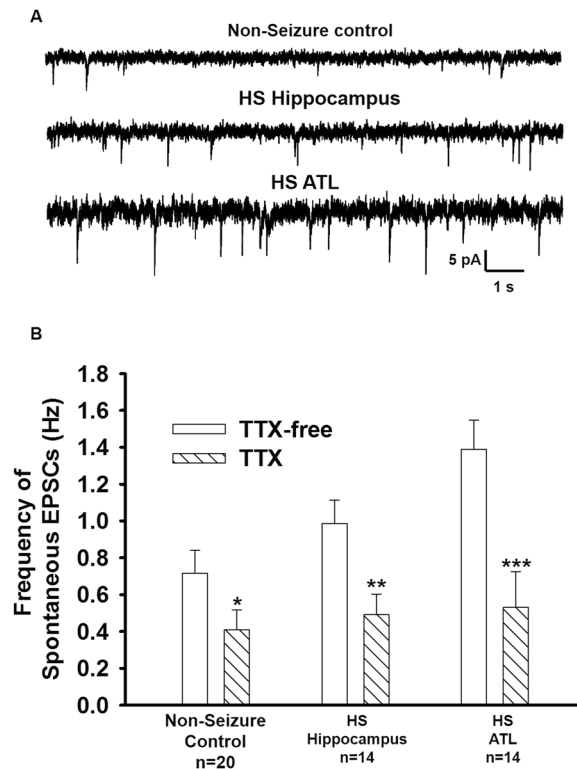 A
Non-Seizure control
HS Hippocampus
HS ATL
5 pA
1 s
B
Frequency of
Spontaneous EPSCs (Hz)
1.8
1.6
1.4
1.2
1.0
0.8
0.6
0.4
0.2
0.0
TTX-free
TTX
*
**
***
Non-Seizure
Control
n=20
HS
Hippocampus
n=14
HS
ATL
n=14